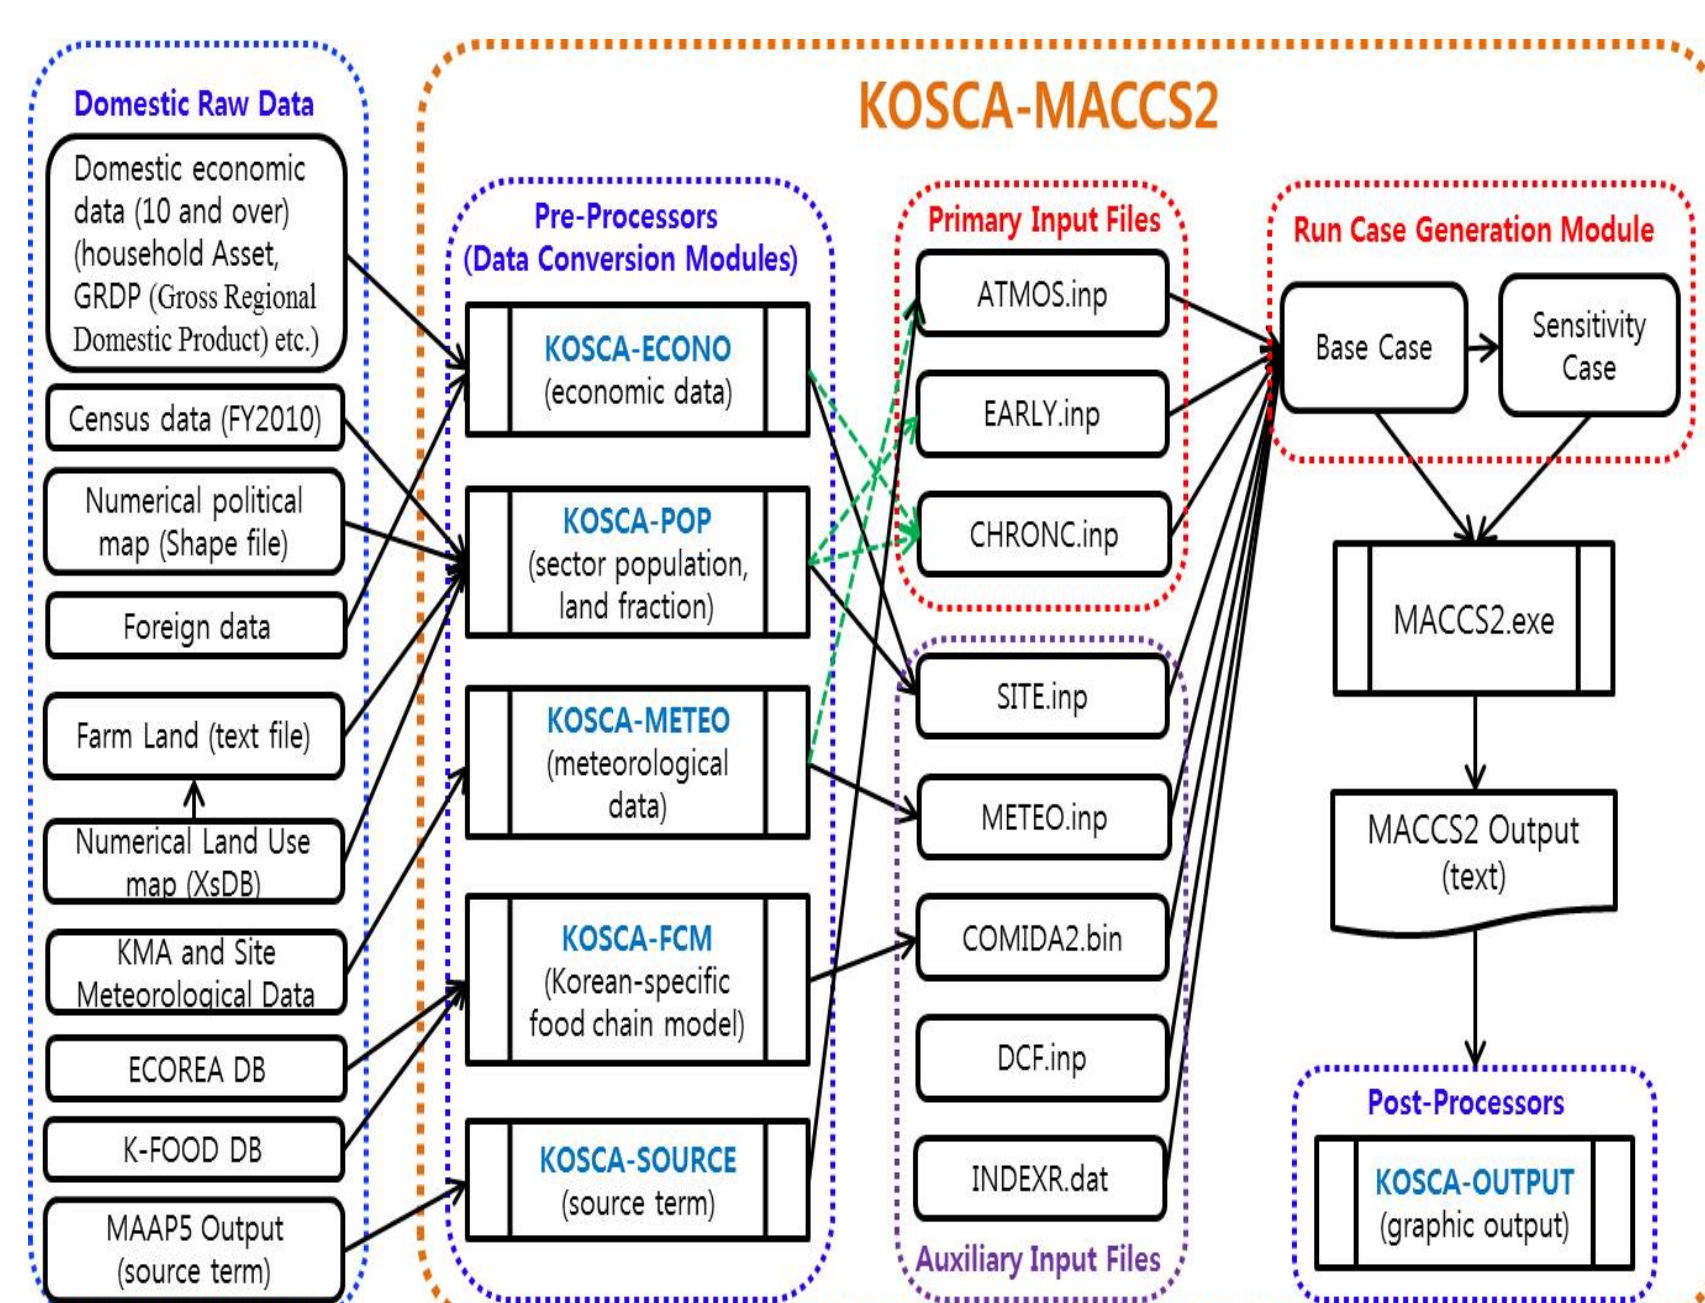 KOSCA-MACCS2
Domestic Raw Data
Domestic economic
data (10 and over)
(household Asset,
GRDP (Gross Regional
Domestic Product) etc.)
Census data (FY2010)
Numerical political
map (Shape file)
Foreign data
Farm Land (text file)
Numerical Land Use
map (XsDB)
KMA and Site
Meteorological Data
ECOREA DB
K-FOOD DB
MAAP5 Output
(source term)
Pre-Processors
(Data Conversion Modules)
KOSCA-ECONO
(economic data)
KOSCA-POP
(sector population,
land fraction)
KOSCA-METEO
(meteorological
data)
KOSCA-FCM
(Korean-specific
food chain model)
KOSCA-SOURCE
(source term)
Primary Input Files
ATMOS.inp
EARLY.inp
CHRONC.inp
SITE.inp
METEO.inp
COMIDA2.bin
DCF.inp
INDEXR.dat
Auxiliary Input Files
Run Case Generation Module
Base Case
Sensitivity
Case
MACCS2.exe
MACCS2 Output
(text)
Post-Processors
KOSCA-OUTPUT
(graphic output)